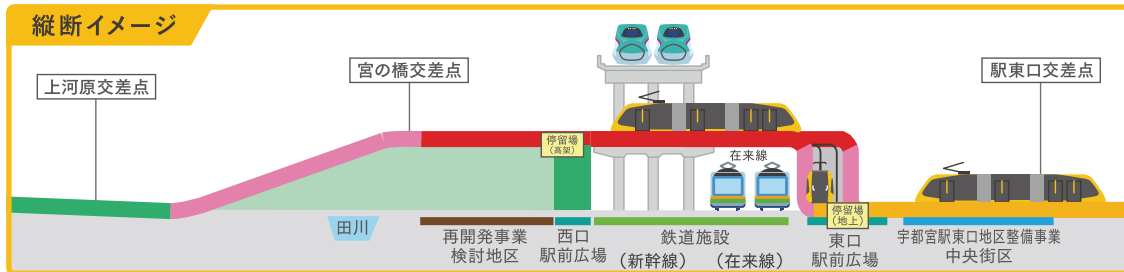 縦断イメージ
上河原交差点
宮の橋交差点
駅東口交差点
停留場
(高架)
在来線
停留場
(地上)
田川
再開発事業
検討地区
西口
駅前広場
鉄道施設
(新幹線)
(在来線)
東口
駅前広場
宇都宮駅東口地区整備事業
中央街区